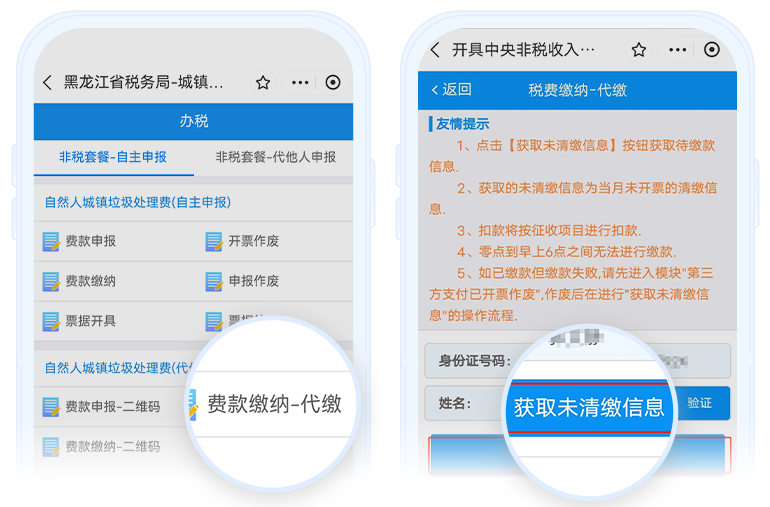 黑龙江省税务局-城镇...
办税
非税套餐-自主申报
非税套餐-代他人申报
自然人城镇垃圾处理费(自主申报)
费款申报
开票作废
费款缴纳
申报作废
票据开具
自然人城镇垃圾处理费(代
费款缴纳-代缴
费款申报-二维码
费款缴纳-二维码
开具中央非税收入...
返回
税费缴纳-代缴
友情提示
1、点击【获取未清缴信息】按钮获取待缴款
信息.
2、获取的未清缴信息为当月未开票的清缴信
息.
3、扣款将按征收项目进行扣款.
4、零点到早上6点之间无法进行缴款.
5、如已缴款但缴款失败,请先进入模块"第三
方支付已开票作废",作废后在进行"获取未清缴信
息"的操作流程.
身份证号码:
姓名:
获取未清缴信息
验证